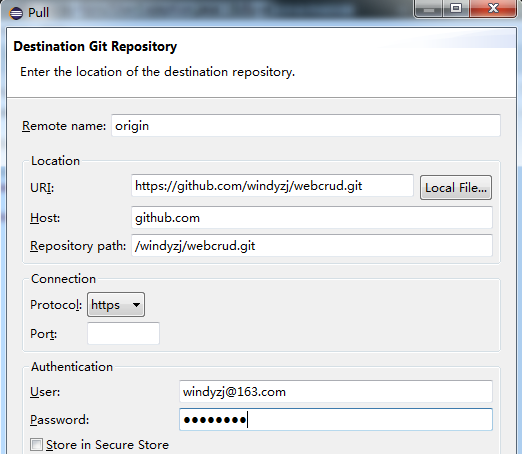 Pull
Destination Git Repository
Enter the location of the destination repository.
Remote name: origin
Location
URI: https://github.com/windyzj/webcrud.git Local File...
Host: github.com
Repository path: /windyzj/webcrud.git
Connection
Protocol: https
Port:
Authentication
User: windyzj@163.com
Password: ●●●●●●●●
Store in Secure Store